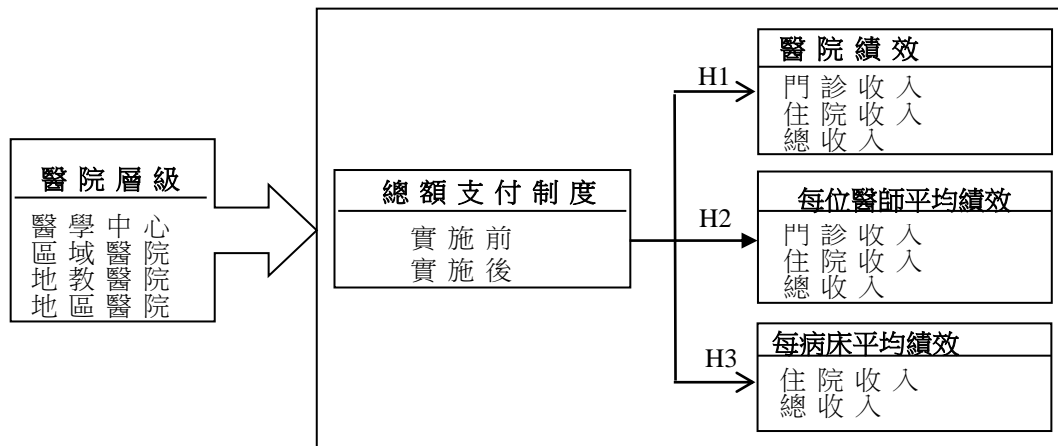 醫院層級
醫學中心
區域醫院
地教醫院
地區醫院
總額支付制度
實施前
實施後
H1
醫院績效
門診收入
住院收入
總收入
H2
每位醫師平均績效
門診收入
住院收入
總收入
H3
每病床平均績效
住院收入
總收入